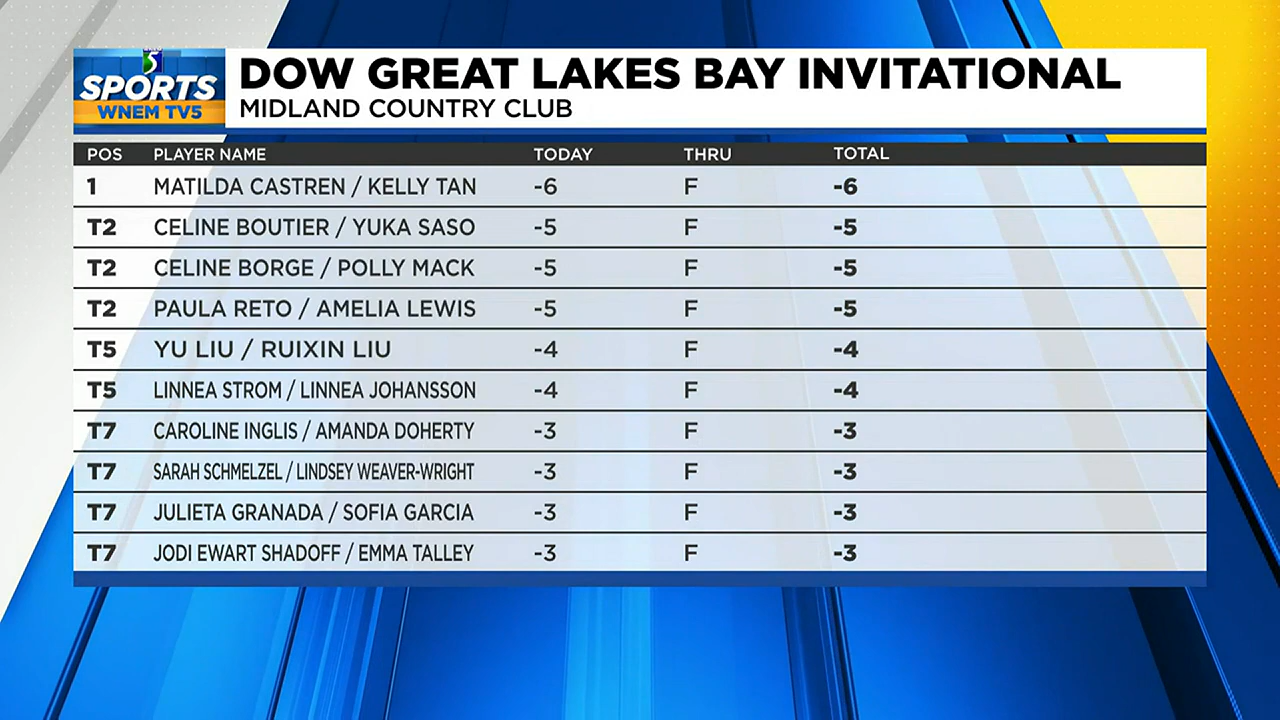 5
SPORTS
WNEM TV5
DOW GREAT LAKES BAY INVITATIONAL
MIDLAND COUNTRY CLUB
POS PLAYER NAME TODAY THRU TOTAL
1 MATILDA CASTREN / KELLY TAN -6 F -6
T2 CELINE BOUTIER / YUKA SASO -5 F -5
T2 CELINE BORGE / POLLY MACK -5 F -5
T2 PAULA RETO / AMELIA LEWIS -5 F -5
T5 YU LIU / RUIXIN LIU -4 F -4
T5 LINNEA STROM / LINNEA JOHANSSON -4 F -4
T7 CAROLINE INGLIS / AMANDA DOHERTY -3 F -3
T7 SARAH SCHMELZEL / LINDSEY WEAVER-WRIGHT -3 F -3
T7 JULIETA GRANADA / SOFIA GARCIA -3 F -3
T7 JODI EWART SHADOFF / EMMA TALLEY -3 F -3